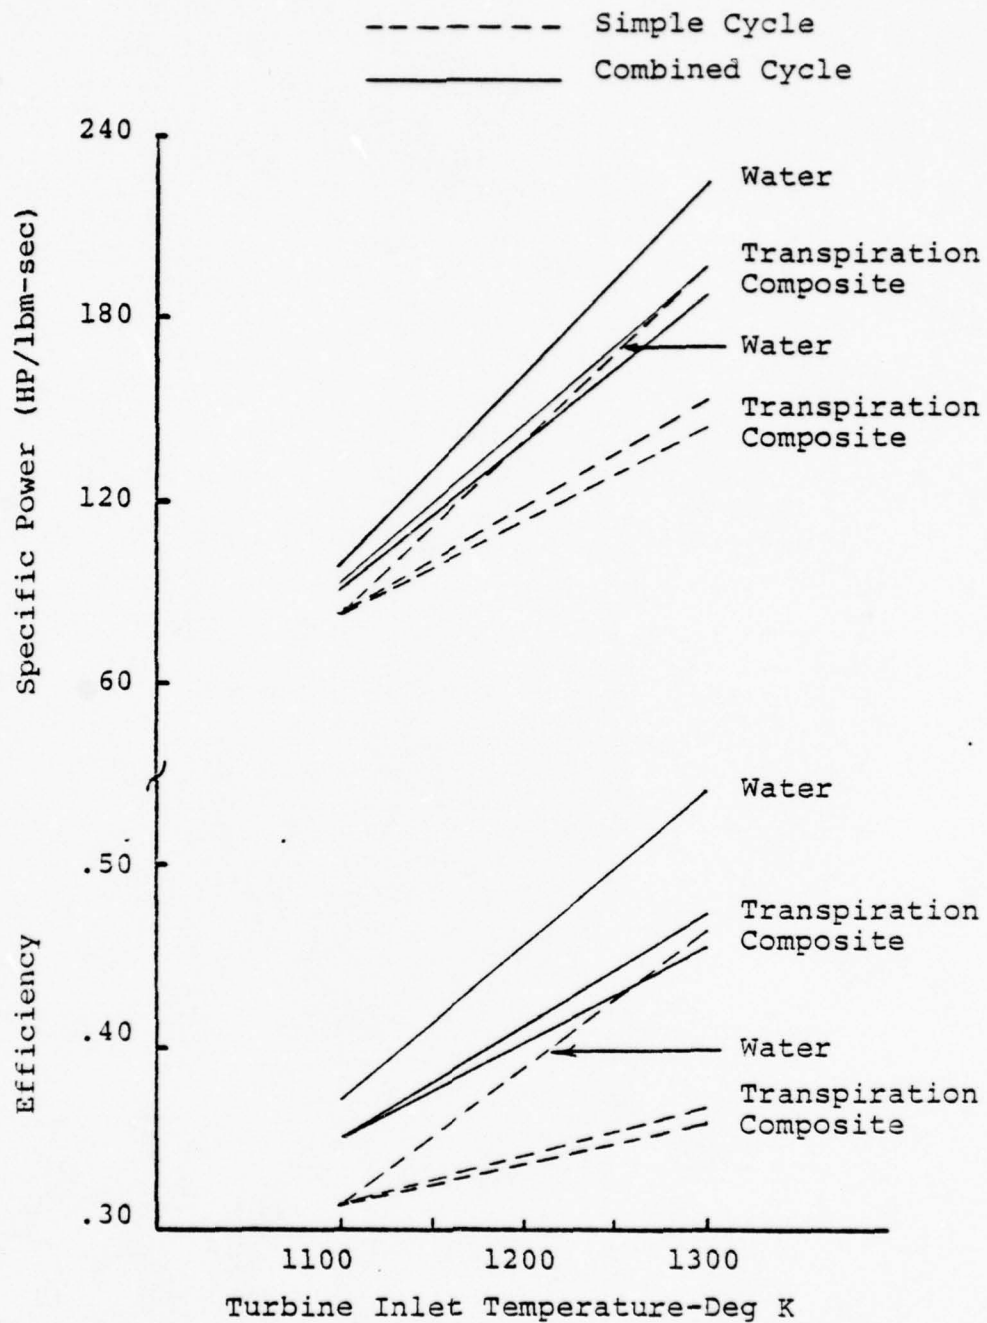 Simple Cycle
Combined Cycle
240
180
120
60
Specific Power (HP/lbm-sec)
Water
Transpiration
Composite
Water
Transpiration
Composite
.50
.40
.30
Efficiency
Water
Transpiration
Composite
Water
Transpiration
Composite
1100 1200 1300
Turbine Inlet Temperature-Deg K